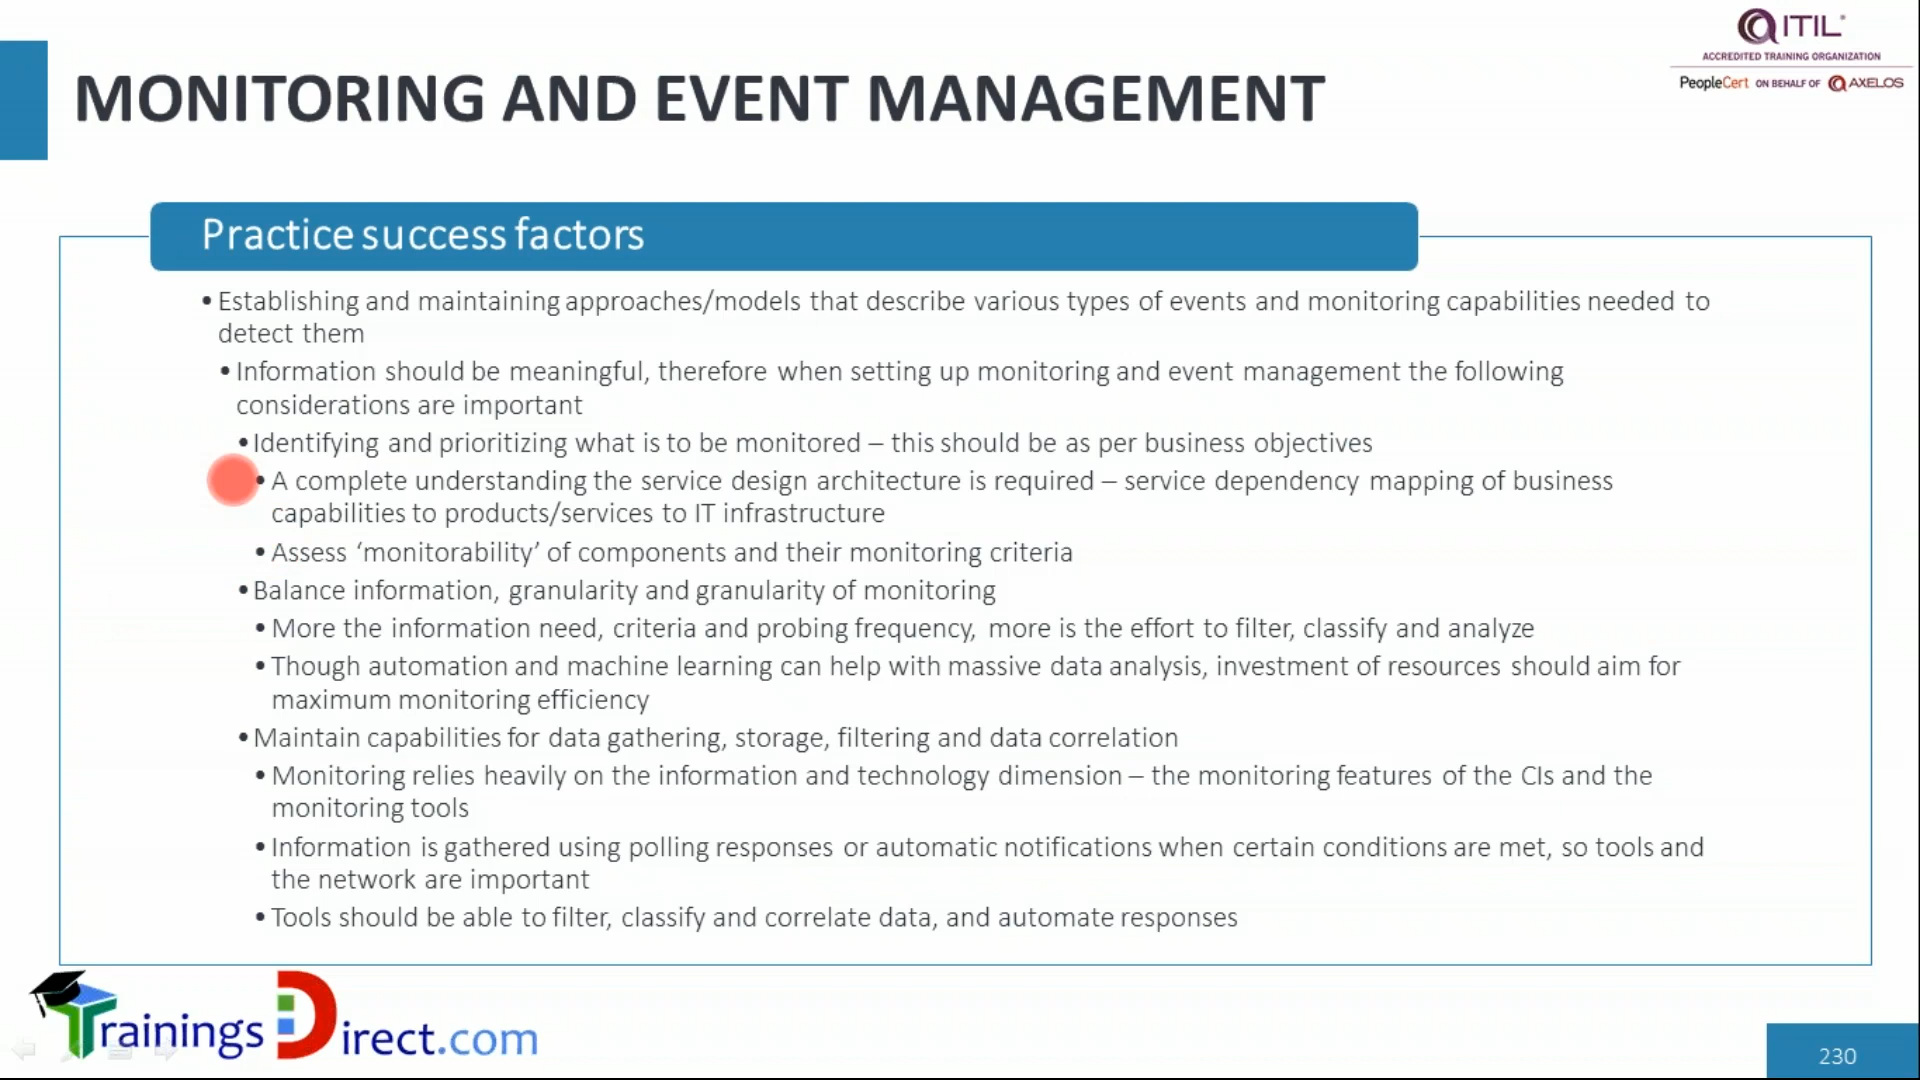 ITIL®
ACCREDITED TRAINING ORGANIZATION
PeopleCert ON BEHALF OF AXELOS
MONITORING AND EVENT MANAGEMENT
Practice success factors
• Establishing and maintaining approaches/models that describe various types of events and monitoring capabilities needed to
detect them
• Information should be meaningful, therefore when setting up monitoring and event management the following
considerations are important
• Identifying and prioritizing what is to be monitored – this should be as per business objectives
• A complete understanding the service design architecture is required – service dependency mapping of business
capabilities to products/services to IT infrastructure
• Assess ‘monitorability’ of components and their monitoring criteria
• Balance information, granularity and granularity of monitoring
• More the information need, criteria and probing frequency, more is the effort to filter, classify and analyze
• Though automation and machine learning can help with massive data analysis, investment of resources should aim for
maximum monitoring efficiency
• Maintain capabilities for data gathering, storage, filtering and data correlation
• Monitoring relies heavily on the information and technology dimension – the monitoring features of the CIs and the
monitoring tools
• Information is gathered using polling responses or automatic notifications when certain conditions are met, so tools and
the network are important
• Tools should be able to filter, classify and correlate data, and automate responses
TrainingsDirect.com
230